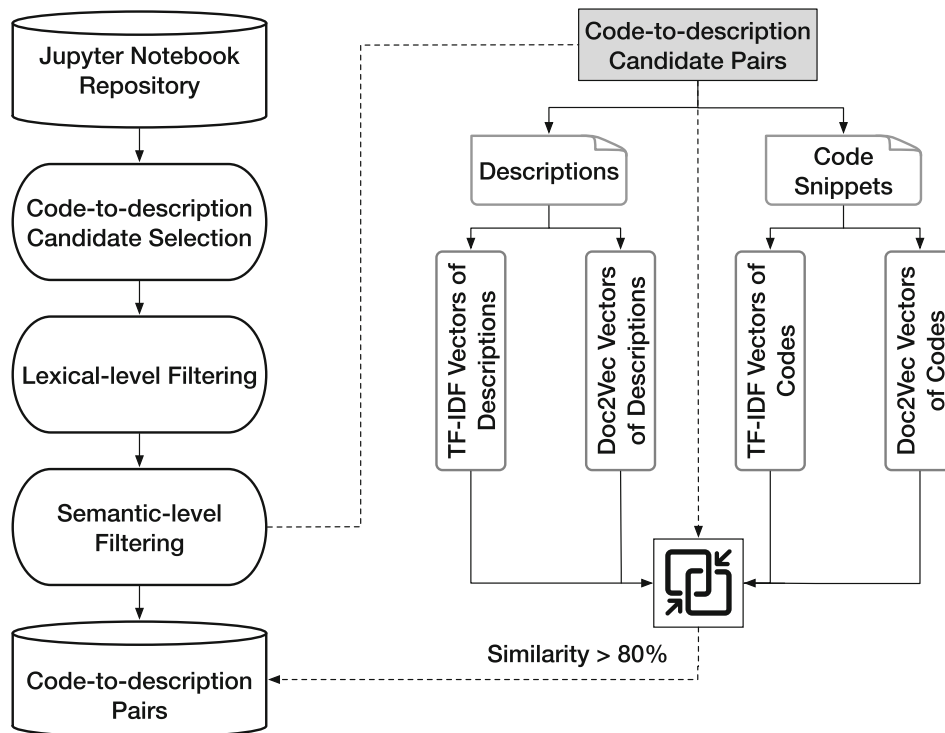 Jupyter Notebook
Repository
Code-to-description
Candidate Selection
Lexical-level Filtering
Semantic-level
Filtering
Code-to-description
Pairs
Code-to-description
Candidate Pairs
Descriptions
Code
Snippets
TF-IDF Vectors of
Descriptions
Doc2Vec Vectors
of Descriptions
TF-IDF Vectors of
Codes
Doc2Vec Vectors
of Codes
Similarity > 80%